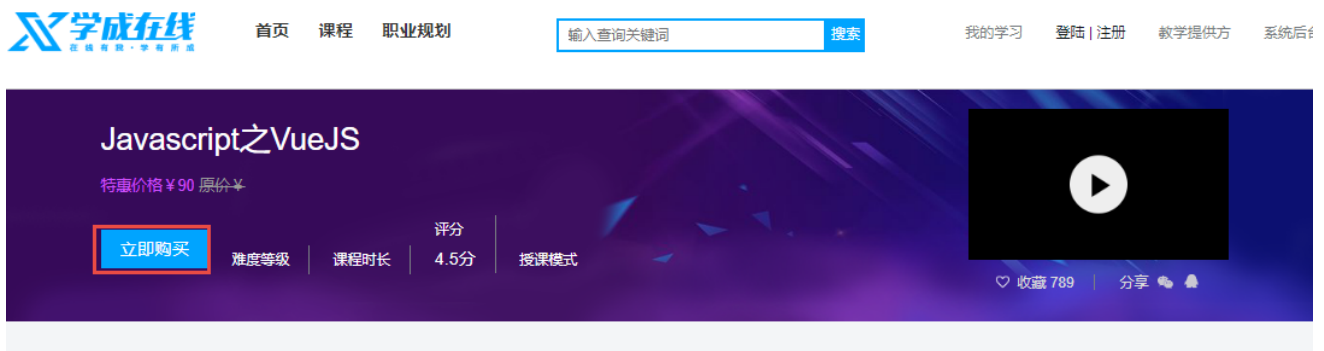 学成在线
在线有我·学有所成
首页 课程 职业规划
输入查询关键词 搜索
我的学习 登陆 | 注册 教学提供方 系统后台
Javascript之VueJS
特惠价格￥90 原价￥
立即购买
难度等级
课程时长
评分
4.5分
授课模式
收藏 789
分享